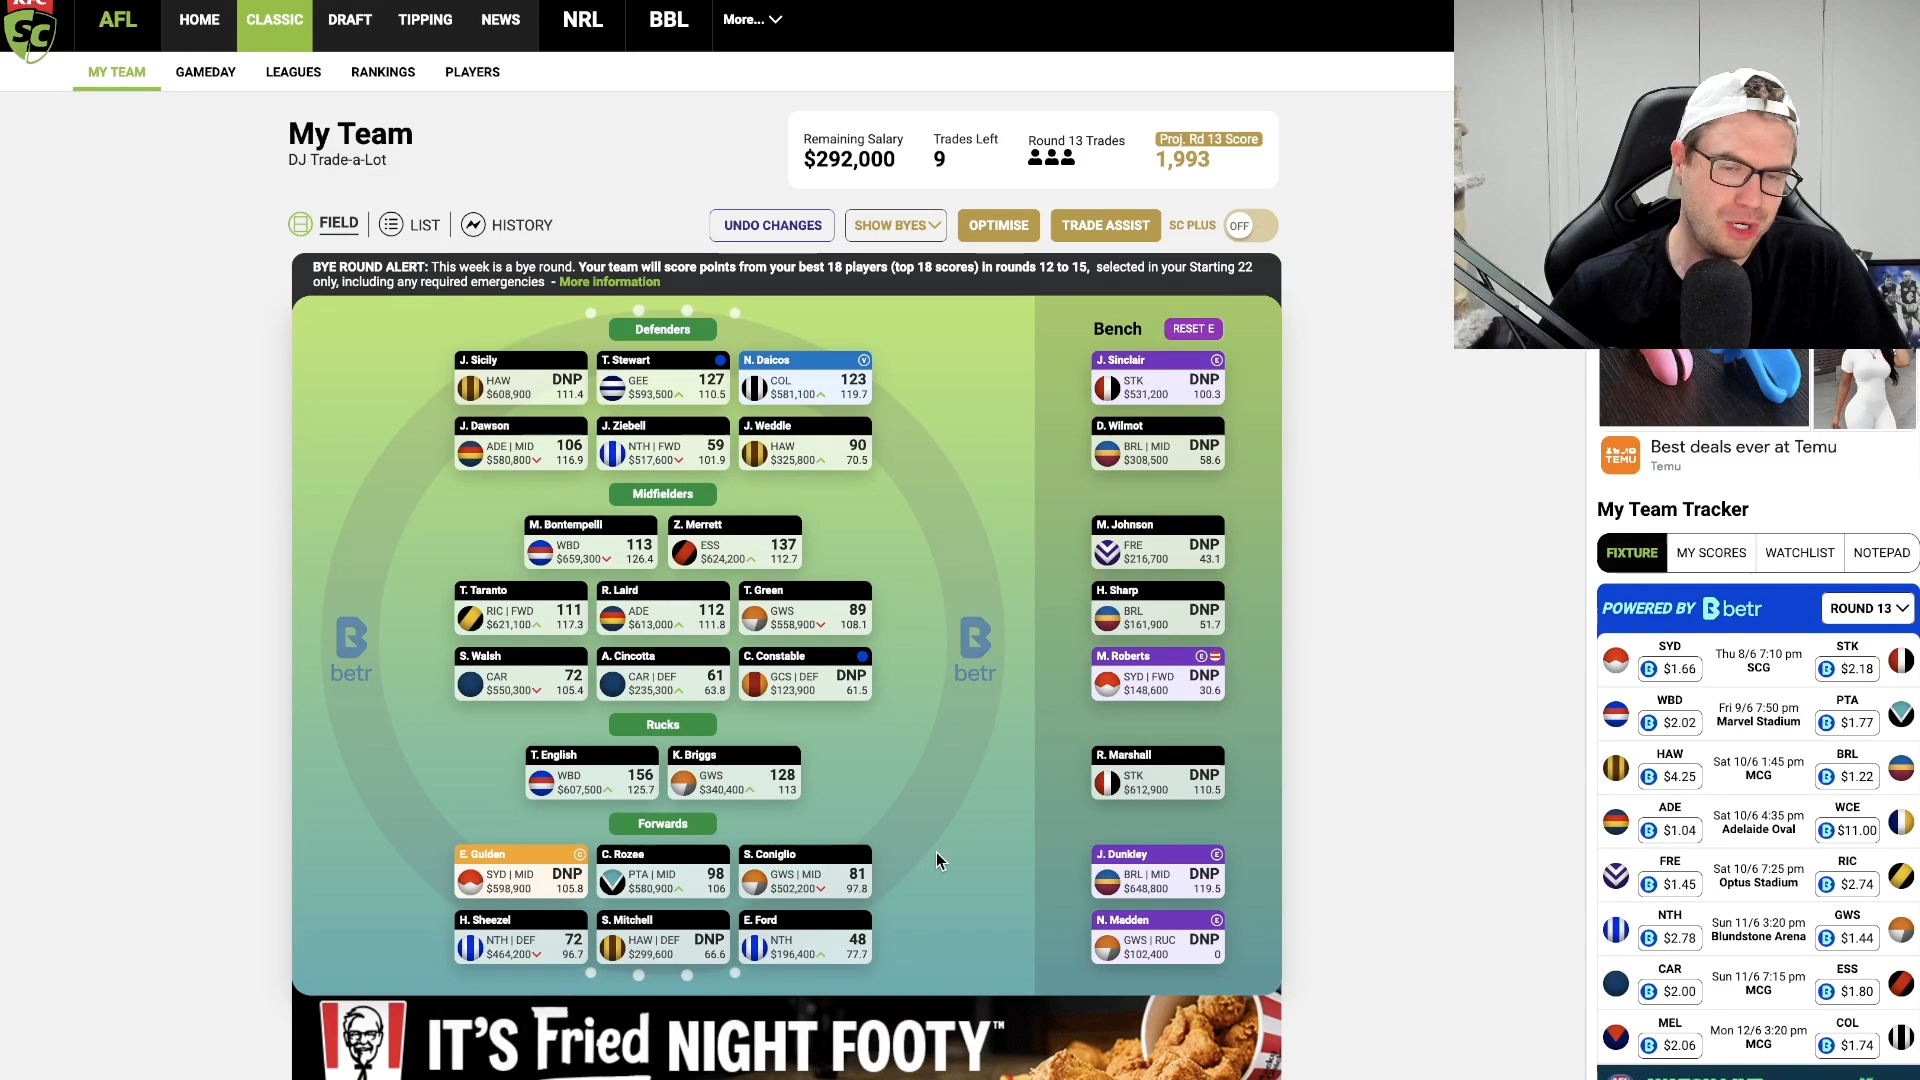 KFC
SC
AFL
HOME
CLASSIC
DRAFT
TIPPING
NEWS
NRL
BBL
More...
MY TEAM
GAMEDAY
LEAGUES
RANKINGS
PLAYERS
My Team
DJ Trade-a-Lot
Remaining Salary
$292,000
Trades Left
9
Round 13 Trades
Proj. Rd 13 Score
1,993
FIELD
LIST
HISTORY
UNDO CHANGES
SHOW BYES
OPTIMISE
TRADE ASSIST
SC PLUS
OFF
BYE ROUND ALERT: This week is a bye round. Your team will score points from your best 18 players (top 18 scores) in rounds 12 to 15, selected in your Starting 22
only, including any required emergencies - More information
Defenders
Bench
RESET E
J. Sicily
HAW DNP
$608,900 111.4
T. Stewart
GEE 127
$593,500 110.5
N. Daicos V
COL 123
$581,100 119.7
J. Sinclair E
STK DNP
$531,200 100.3
J. Dawson
ADE | MID 106
$580,800 116.9
J. Ziebell
NTH | FWD 59
$517,600 101.9
J. Weddle
HAW 90
$325,800 70.5
D. Wilmot
BRL | MID DNP
$308,500 58.6
Midfielders
M. Bontempelli
WBD 113
$659,300 126.4
Z. Merrett
ESS 137
$624,200 112.7
M. Johnson
FRE DNP
$216,700 43.1
T. Taranto
RIC | FWD 111
$621,100 117.3
R. Laird
ADE 112
$613,000 111.8
T. Green
GWS 89
$558,900 108.1
H. Sharp
BRL DNP
$161,900 51.7
S. Walsh
CAR 72
$550,300 105.4
A. Cincotta
CAR | DEF 61
$235,300 63.8
C. Constable
GCS | DEF DNP
$123,900 61.5
M. Roberts E
SYD | FWD DNP
$148,600 30.6
B
betr
B
betr
Rucks
T. English
WBD 156
$607,500 125.7
K. Briggs
GWS 128
$340,400 113
R. Marshall
STK DNP
$612,900 110.5
Forwards
E. Gulden C
SYD | MID DNP
$598,900 105.8
C. Rozee
PTA | MID 98
$580,900 106
S. Coniglio
GWS | MID 81
$502,200 97.8
J. Dunkley E
BRL | MID DNP
$648,800 119.5
H. Sheezel
NTH | DEF 72
$464,200 96.7
S. Mitchell
HAW | DEF DNP
$299,600 66.6
E. Ford
NTH 48
$196,400 77.7
N. Madden E
GWS | RUC DNP
$102,400 0
IT'S Fried NIGHT FOOTY™
TEMU
Best deals ever at Temu
Temu
My Team Tracker
FIXTURE
MY SCORES
WATCHLIST
NOTEPAD
POWERED BY B betr
ROUND 13
SYD
B $1.66
Thu 8/6 7:10 pm
SCG
STK
B $2.18
WBD
B $2.02
Fri 9/6 7:50 pm
Marvel Stadium
PTA
B $1.77
HAW
B $4.25
Sat 10/6 1:45 pm
MCG
BRL
B $1.22
ADE
B $1.04
Sat 10/6 4:35 pm
Adelaide Oval
WCE
B $11.00
FRE
B $1.45
Sat 10/6 7:25 pm
Optus Stadium
RIC
B $2.74
NTH
B $2.78
Sun 11/6 3:20 pm
Blundstone Arena
GWS
B $1.44
CAR
B $2.00
Sun 11/6 7:15 pm
MCG
ESS
B $1.80
MEL
B $2.06
Mon 12/6 3:20 pm
MCG
COL
B $1.74